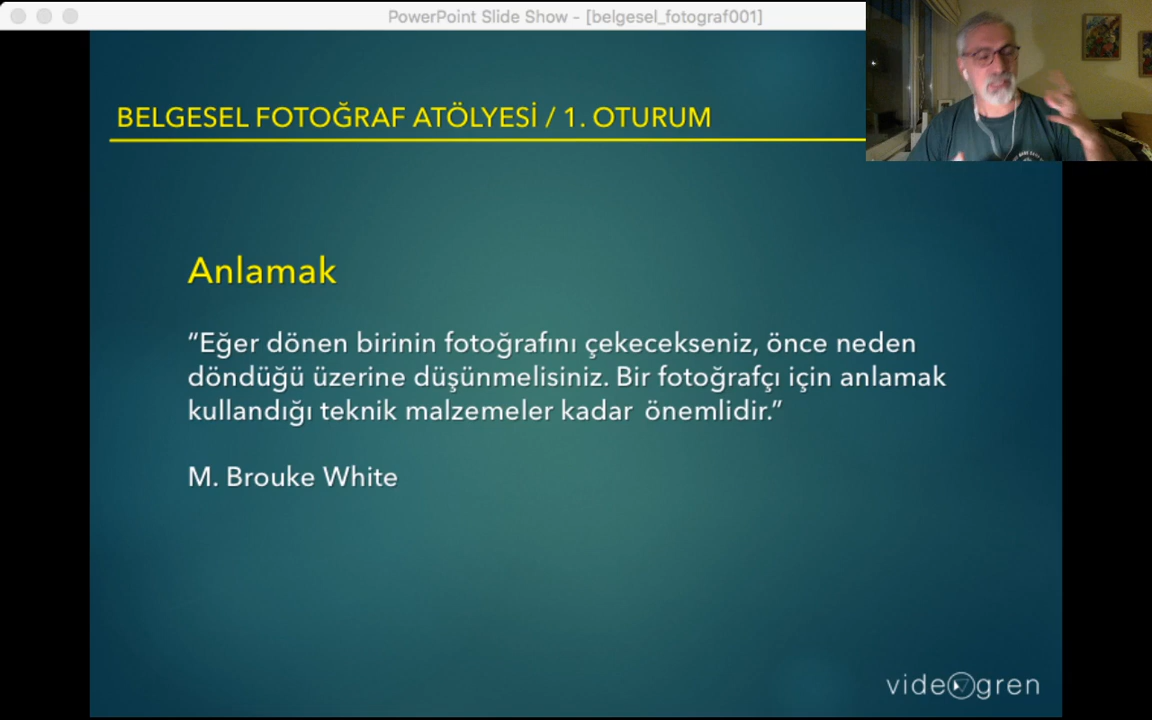 PowerPoint Slide Show - [belgesel_fotograf001]
BELGESEL FOTOĞRAF ATÖLYESİ / 1. OTURUM
Anlamak
“Eğer dönen birinin fotoğrafını çekecekseniz, önce neden
döndüğü üzerine düşünmelisiniz. Bir fotoğrafçı için anlamak
kullandığı teknik malzemeler kadar önemlidir.”
M. Brouke White
videogren